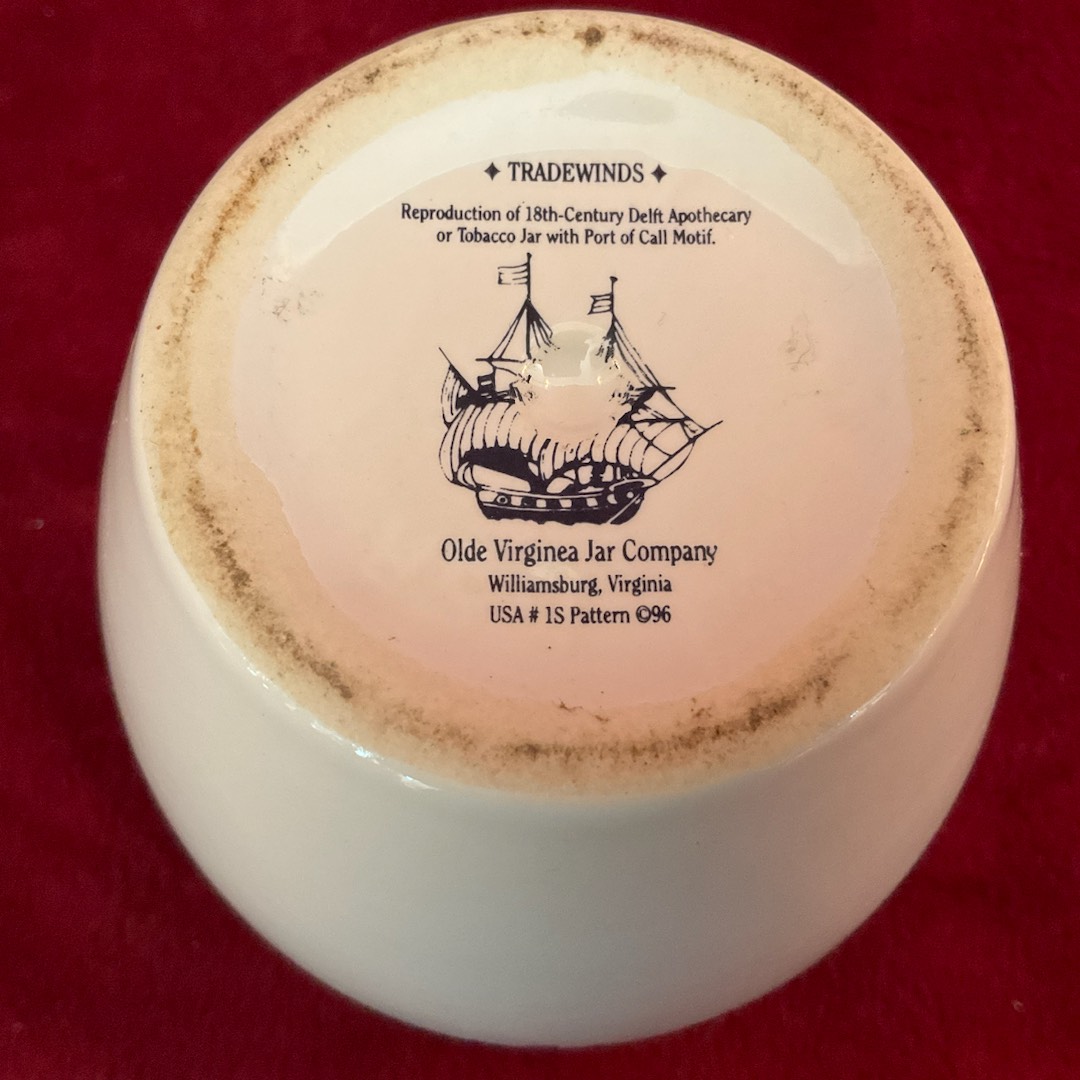 ✦ TRADEWINDS ✦
Reproduction of 18th-Century Delft Apothecary
or Tobacco Jar with Port of Call Motif.
Olde Virginea Jar Company
Williamsburg, Virginia
USA # 1S Pattern ©96